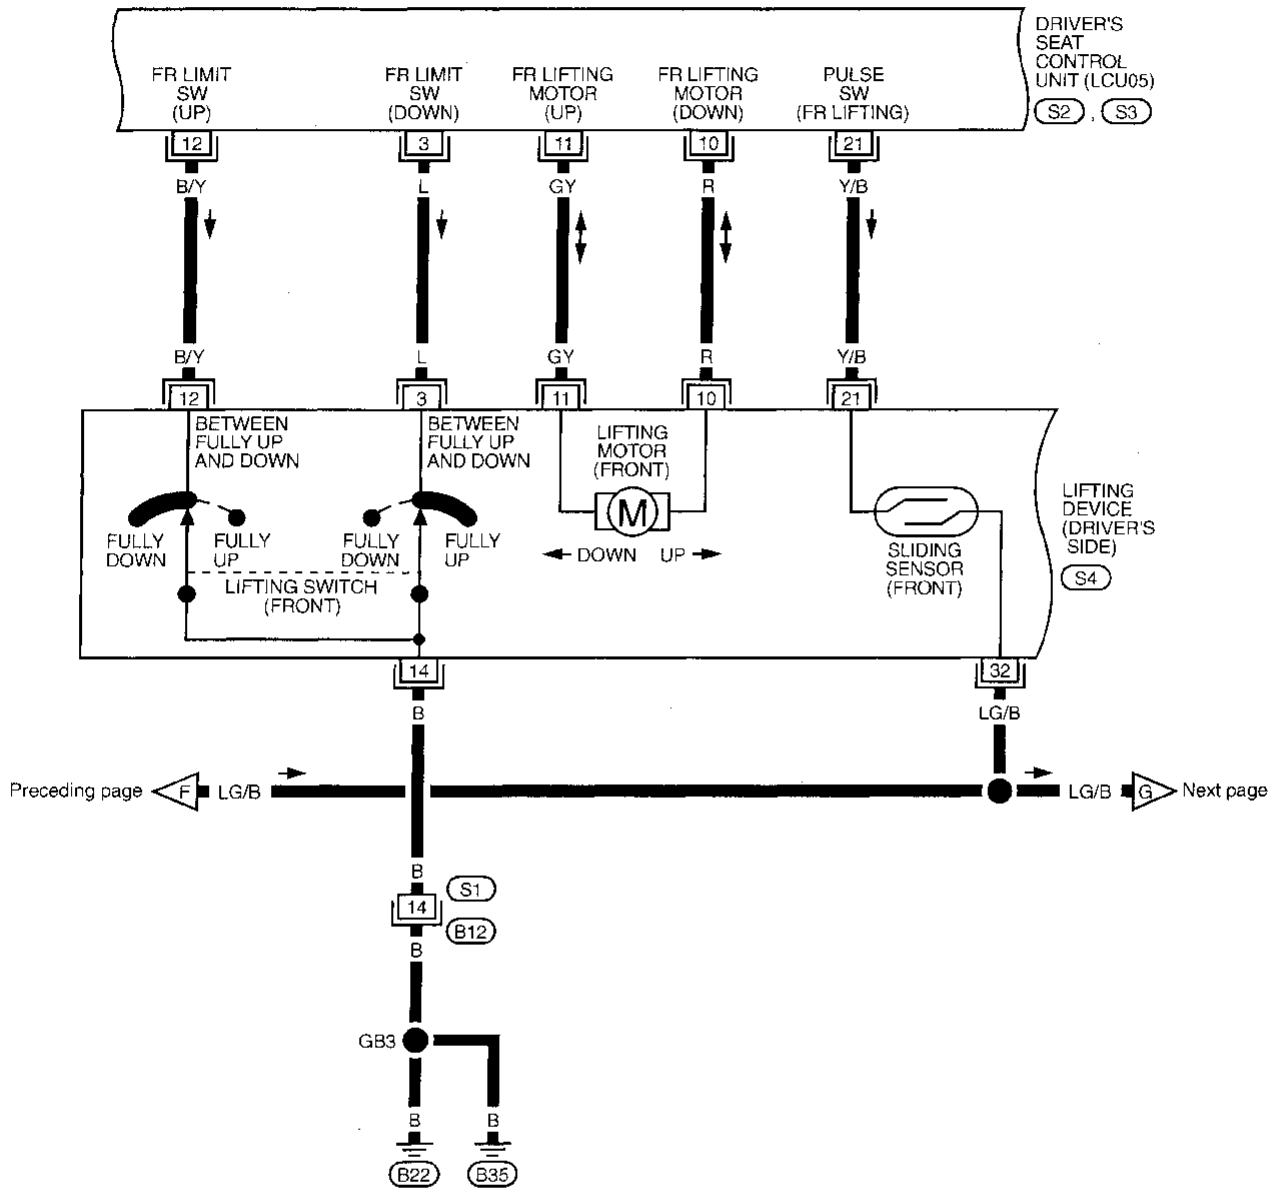 DRIVER'S
SEAT
CONTROL
UNIT (LCU05)
S2 , S3
FR LIMIT
SW
(UP)
FR LIMIT
SW
(DOWN)
FR LIFTING
MOTOR
(UP)
FR LIFTING
MOTOR
(DOWN)
PULSE
SW
(FR LIFTING)
12 3 11 10 21
B/Y L GY R Y/B
B/Y L GY R Y/B
12 3 11 10 21
BETWEEN
FULLY UP
AND DOWN
BETWEEN
FULLY UP
AND DOWN
LIFTING
MOTOR
(FRONT)
M
DOWN UP
FULLY
DOWN
FULLY
UP
FULLY
DOWN
FULLY
UP
LIFTING SWITCH
(FRONT)
SLIDING
SENSOR
(FRONT)
LIFTING
DEVICE
(DRIVER'S
SIDE)
S4
14 32
B LG/B
Preceding page F LG/B LG/B G Next page
B
S1
14
B12
B
GB3
B B
B22 B35